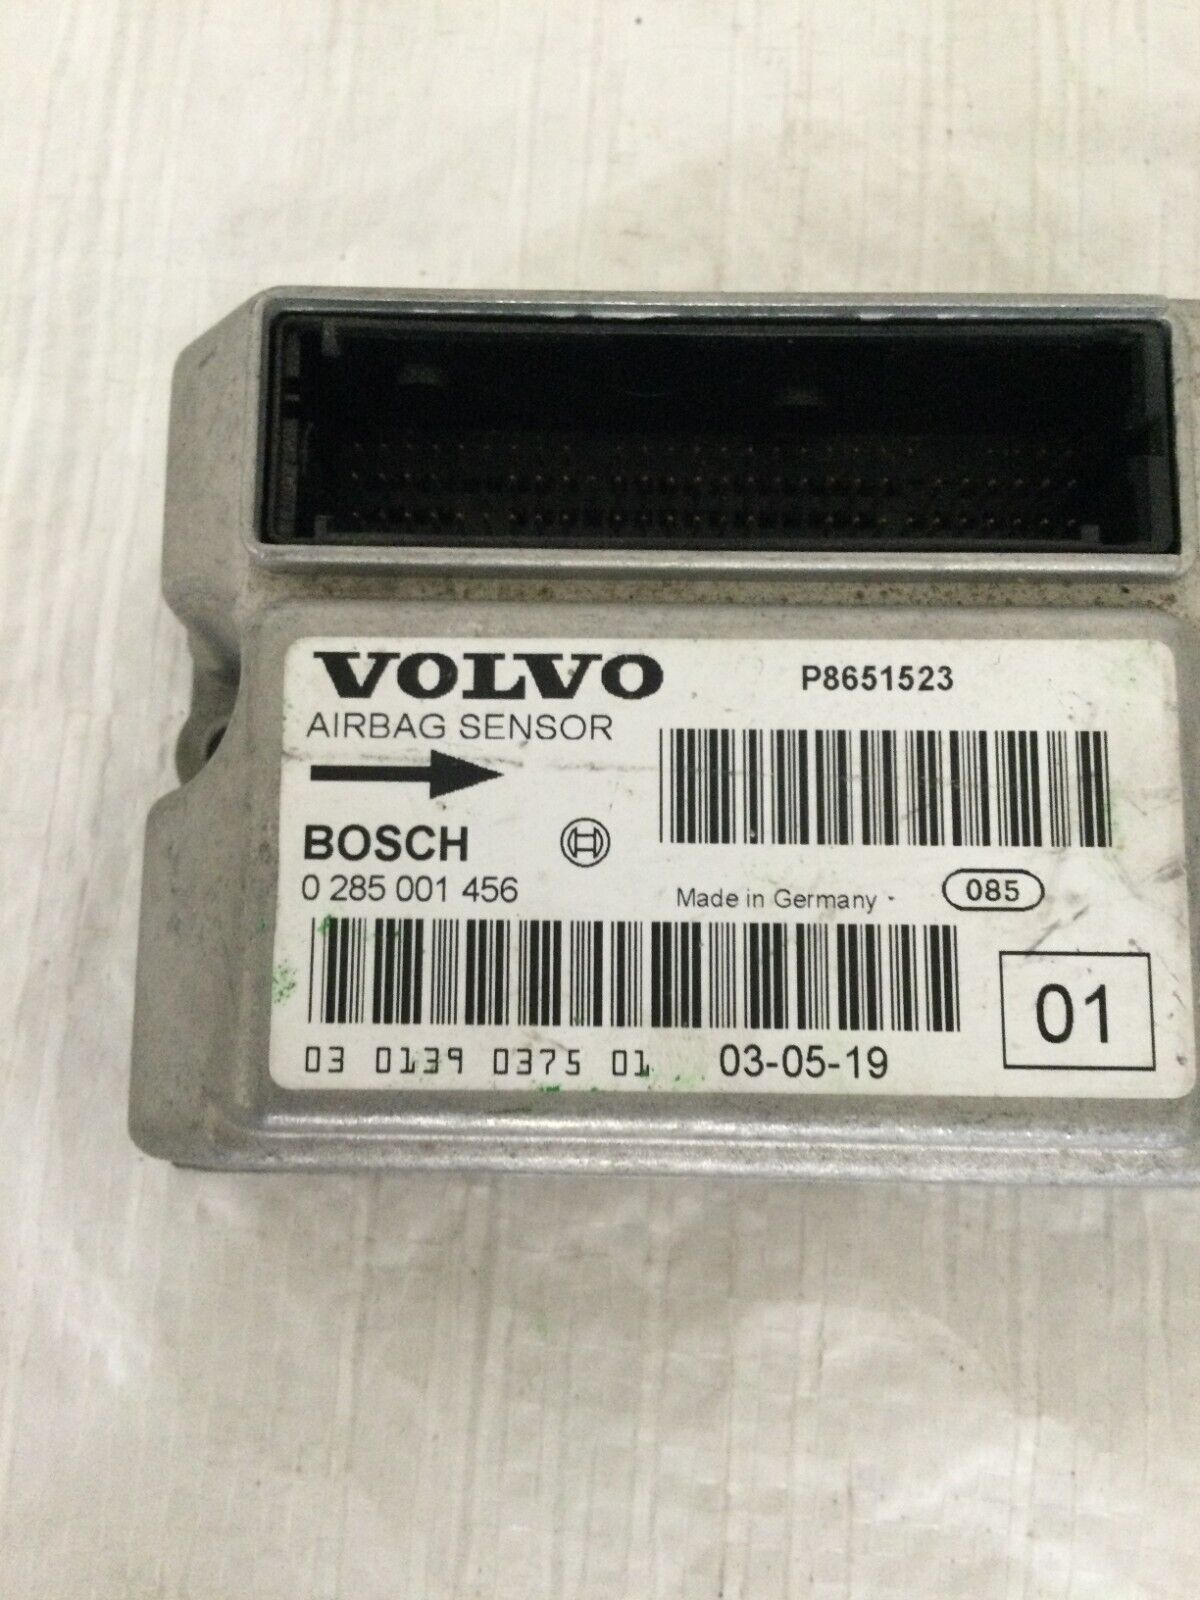 VOLVO
P8651523
AIRBAG SENSOR
BOSCH
0 285 001 456
Made in Germany
085
01
03 0139 0375 01
03-05-19